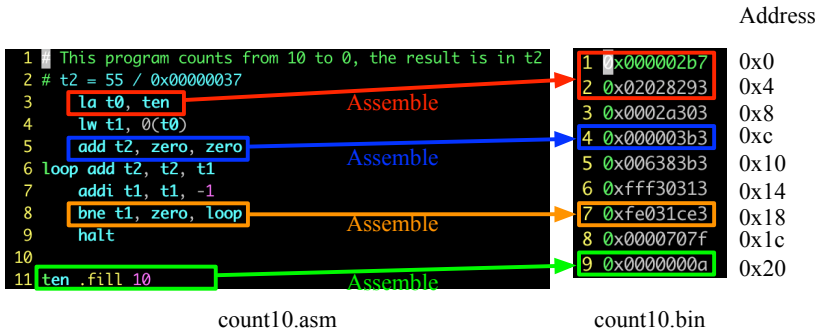 Address
1 # This program counts from 10 to 0, the result is in t2
2 # t2 = 55 / 0x00000037
3 la t0, ten
4 lw t1, 0(t0)
5 add t2, zero, zero
6 loop add t2, t2, t1
7 addi t1, t1, -1
8 bne t1, zero, loop
9 halt
10
11 ten .fill 10
Assemble
Assemble
Assemble
Assemble
1 0x000002b7 0x0
2 0x02028293 0x4
3 0x0002a303 0x8
4 0x000003b3 0xc
5 0x006383b3 0x10
6 0xfff30313 0x14
7 0xfe031ce3 0x18
8 0x0000707f 0x1c
9 0x0000000a 0x20
count10.asm
count10.bin